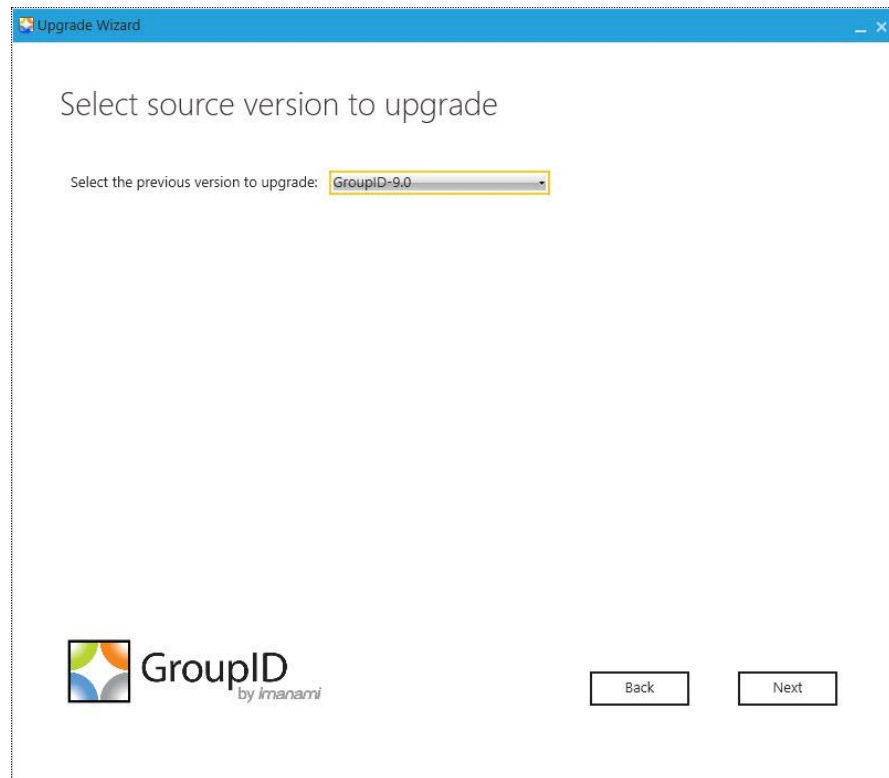 Upgrade Wizard
Select source version to upgrade
Select the previous version to upgrade: GroupID-9.0
GroupID
by imanami
Back Next